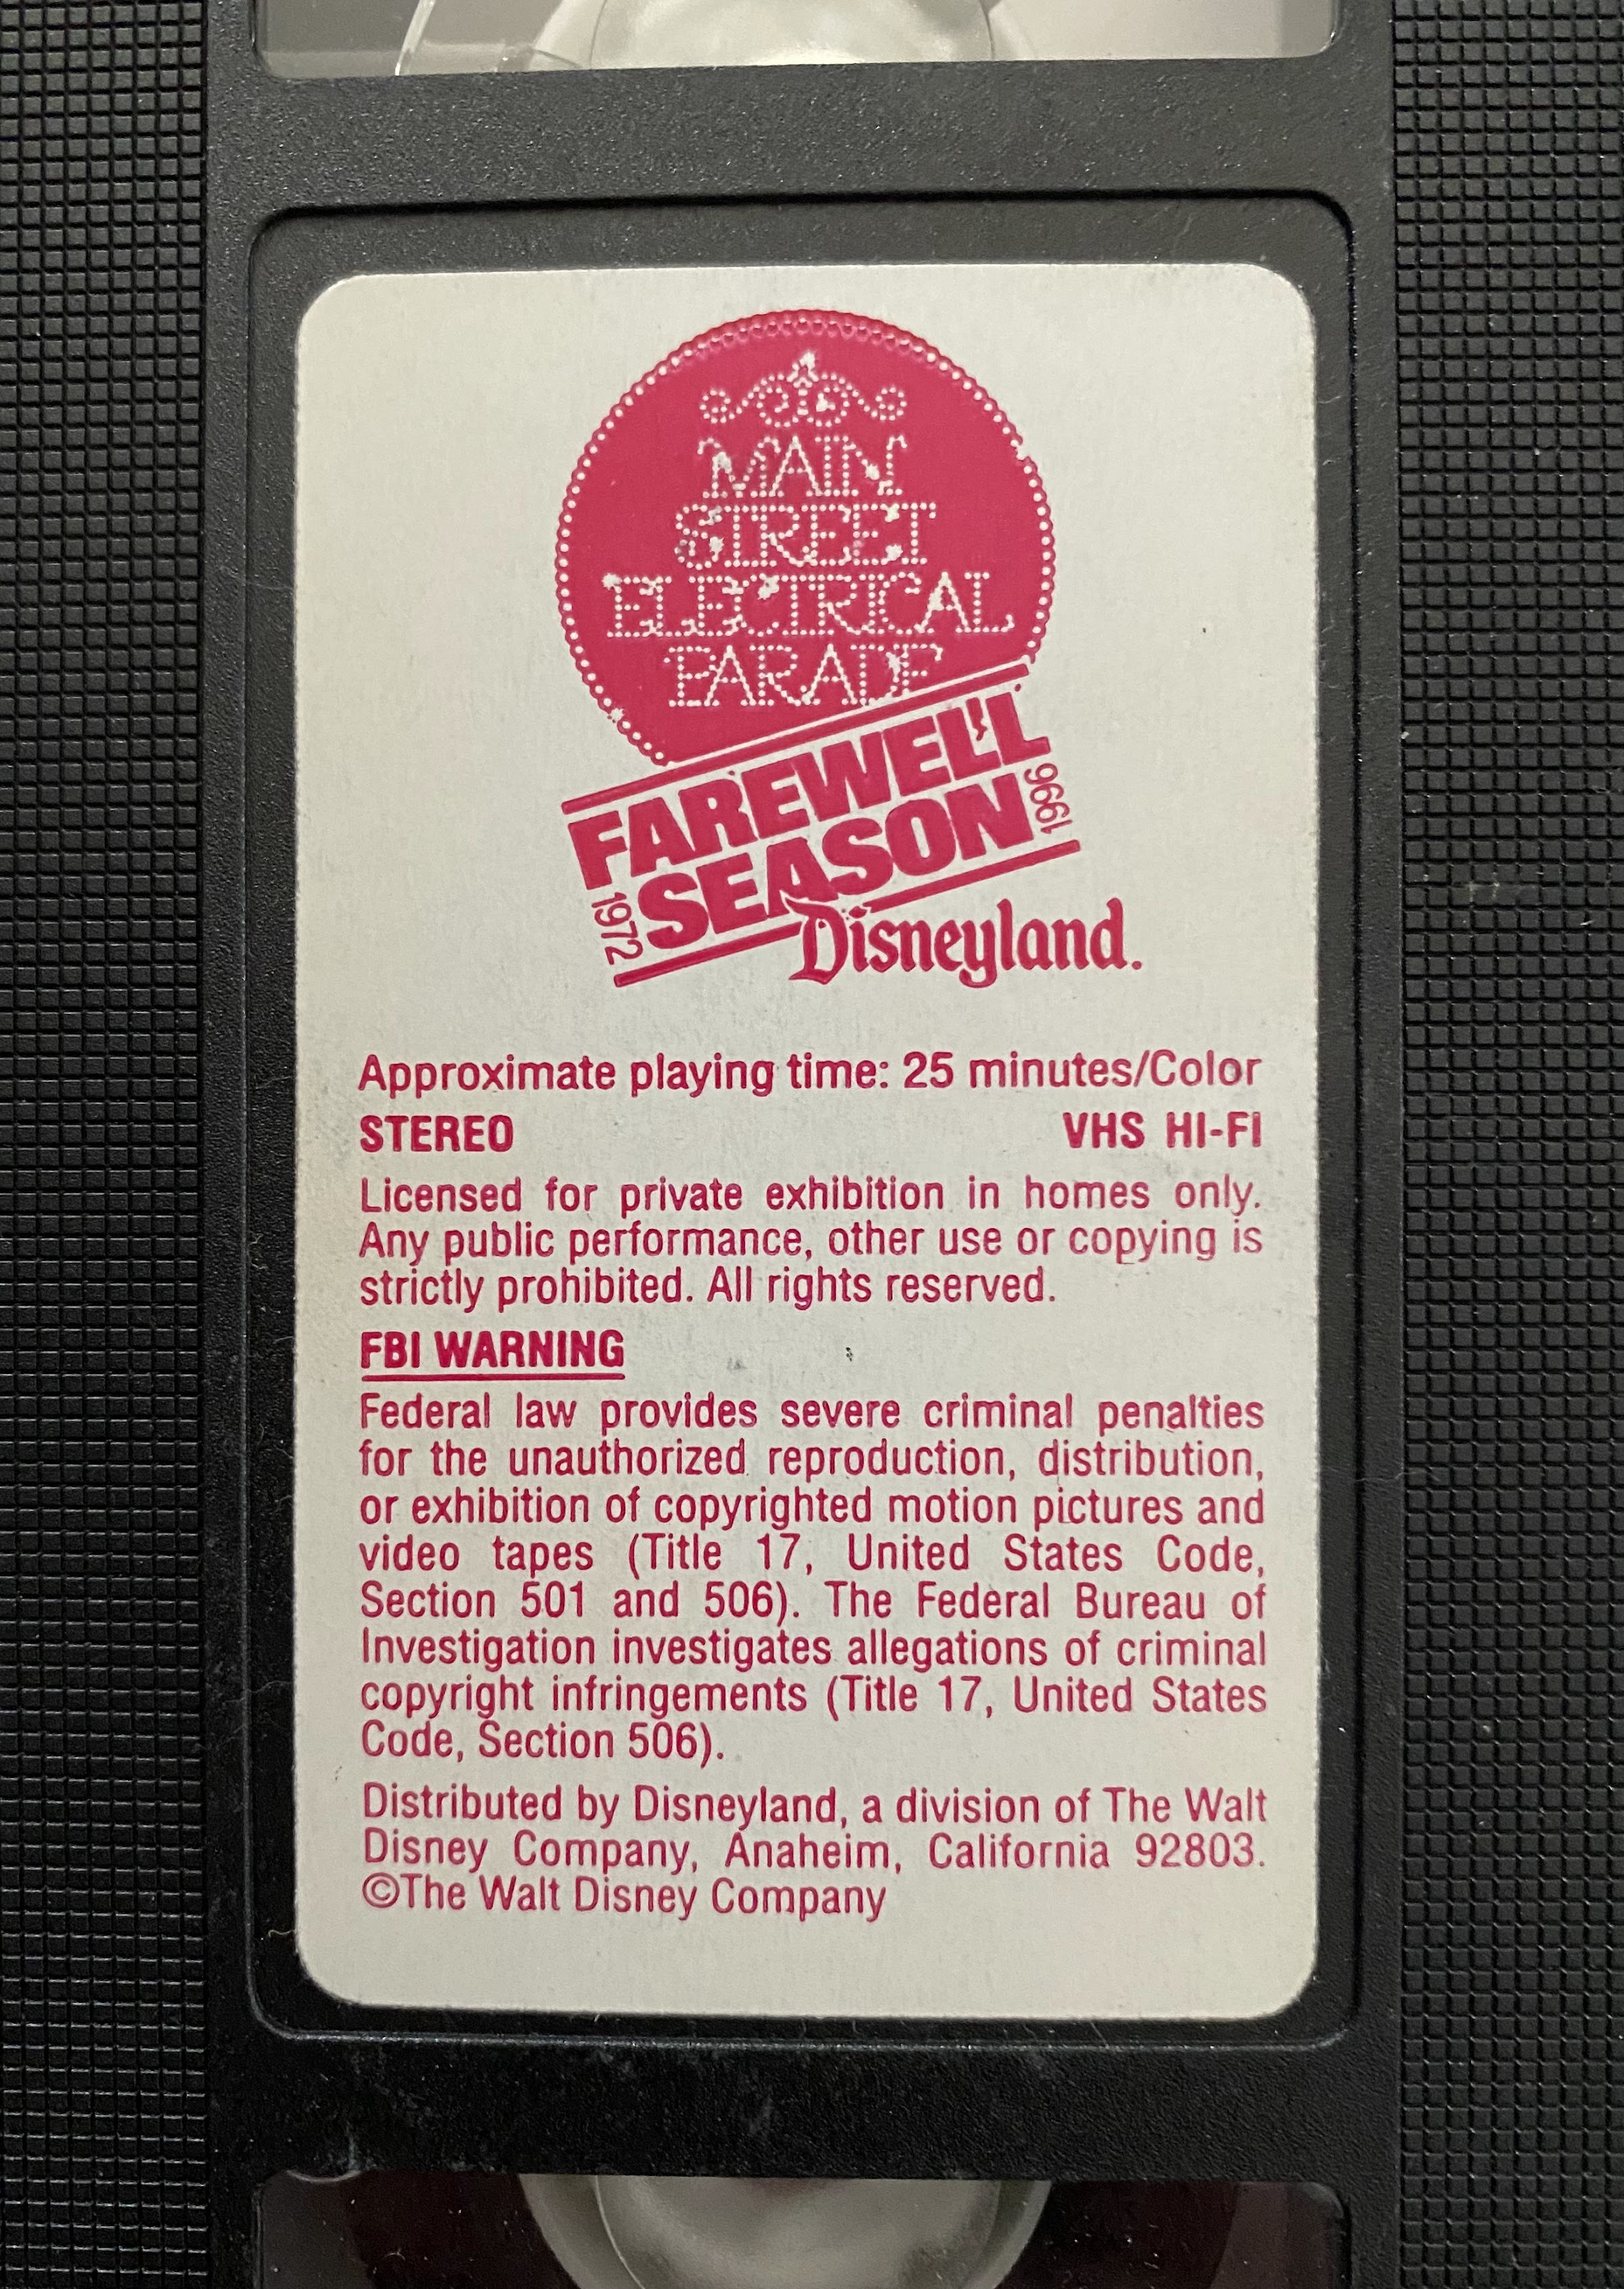 MAIN
STREET
ELECTRICAL
PARADE
FAREWELL
SEASON
1972
1996
Disneyland.
Approximate playing time: 25 minutes/Color
STEREO VHS HI-FI
Licensed for private exhibition in homes only.
Any public performance, other use or copying is
strictly prohibited. All rights reserved.
FBI WARNING
Federal law provides severe criminal penalties
for the unauthorized reproduction, distribution,
or exhibition of copyrighted motion pictures and
video tapes (Title 17, United States Code,
Section 501 and 506). The Federal Bureau of
Investigation investigates allegations of criminal
copyright infringements (Title 17, United States
Code, Section 506).
Distributed by Disneyland, a division of The Walt
Disney Company, Anaheim, California 92803.
©The Walt Disney Company